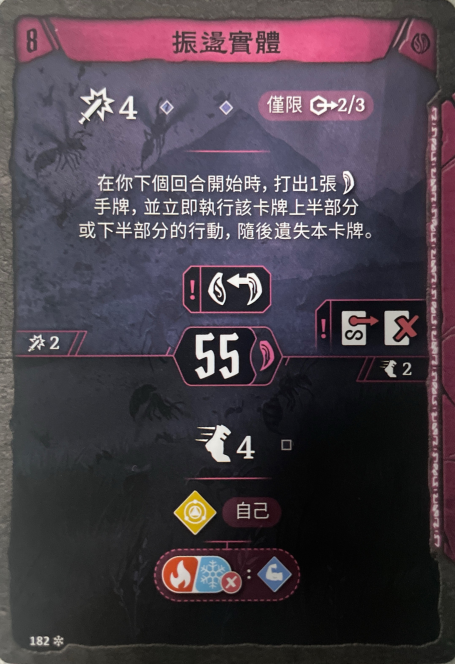 8 振盪實體
4 僅限 2/3
在你下個回合開始時, 打出1張
手牌, 並立即執行該卡牌上半部分
或下半部分的行動, 隨後遺失本卡牌。
!
! S
2 55
2
4
自己
:
182